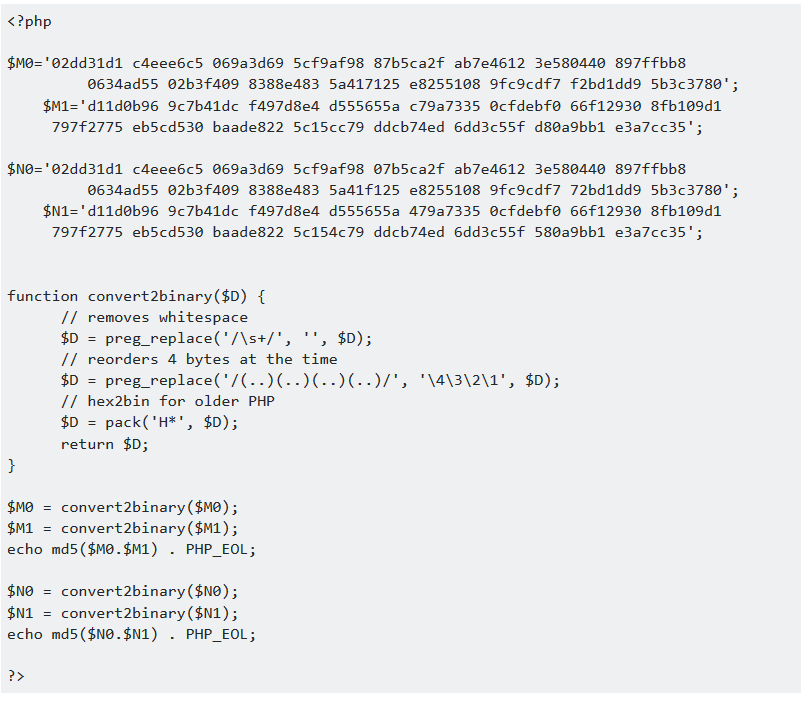 <?php
$M0='02dd31d1 c4eee6c5 069a3d69 5cf9af98 87b5ca2f ab7e4612 3e580440 897ffbb8
0634ad55 02b3f409 8388e483 5a417125 e8255108 9fc9cdf7 f2bd1dd9 5b3c3780';
$M1='d11d0b96 9c7b41dc f497d8e4 d555655a c79a7335 0cfdebf0 66f12930 8fb109d1
797f2775 eb5cd530 baade822 5c15cc79 ddcb74ed 6dd3c55f d80a9bb1 e3a7cc35';
$N0='02dd31d1 c4eee6c5 069a3d69 5cf9af98 07b5ca2f ab7e4612 3e580440 897ffbb8
0634ad55 02b3f409 8388e483 5a41f125 e8255108 9fc9cdf7 72bd1dd9 5b3c3780';
$N1='d11d0b96 9c7b41dc f497d8e4 d555655a 479a7335 0cfdebf0 66f12930 8fb109d1
797f2775 eb5cd530 baade822 5c154c79 ddcb74ed 6dd3c55f 580a9bb1 e3a7cc35';
function convert2binary($D) {
// removes whitespace
$D = preg_replace('/\s+/', '', $D);
// reorders 4 bytes at the time
$D = preg_replace('/(..)(..)(..)(..)/', '\4\3\2\1', $D);
// hex2bin for older PHP
$D = pack('H*', $D);
return $D;
}
$M0 = convert2binary($M0);
$M1 = convert2binary($M1);
echo md5($M0.$M1) . PHP_EOL;
$N0 = convert2binary($N0);
$N1 = convert2binary($N1);
echo md5($N0.$N1) . PHP_EOL;
?>